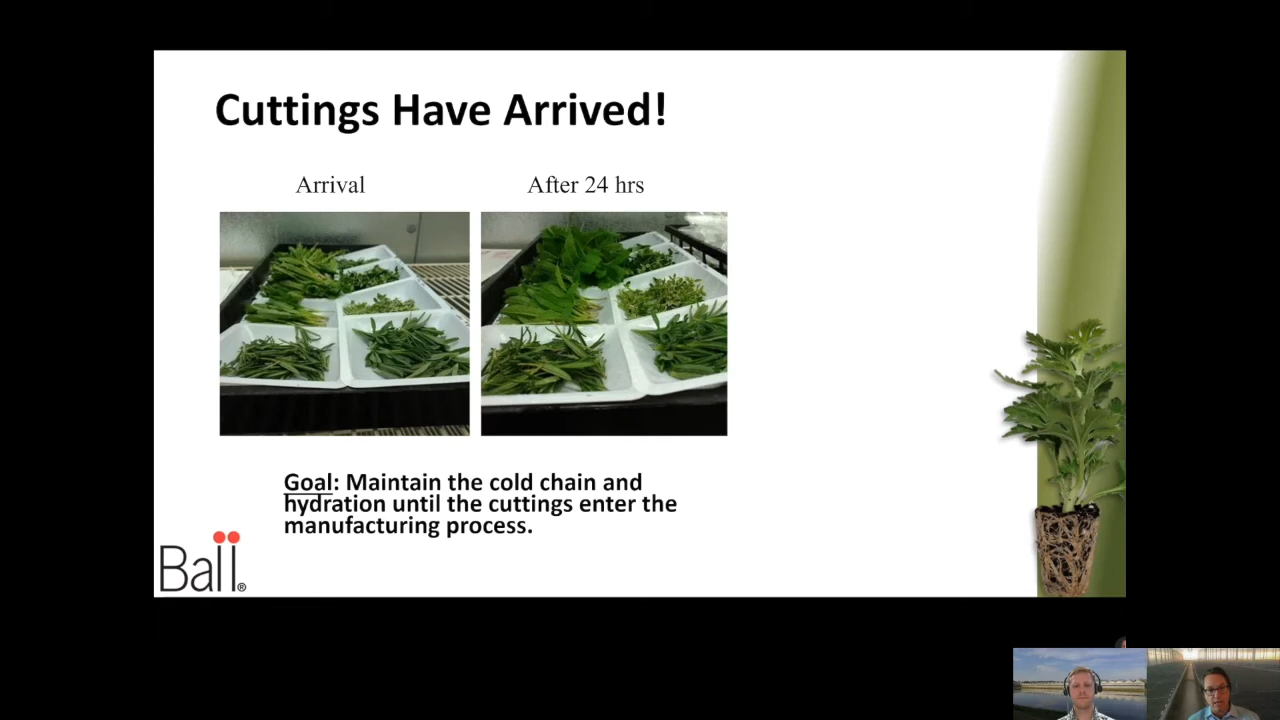 Cuttings Have Arrived!
Arrival
After 24 hrs
Goal: Maintain the cold chain and
hydration until the cuttings enter the
manufacturing process.
Ball®